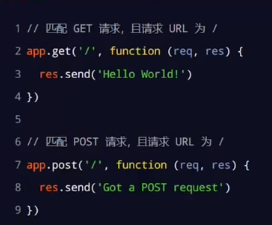 1 // 匹配 GET 请求，且请求 URL 为 /
2 app.get('/', function (req, res) {
3   res.send('Hello World!')
4 })
5
6 // 匹配 POST 请求，且请求 URL 为 /
7 app.post('/', function (req, res) {
8   res.send('Got a POST request')
9 })